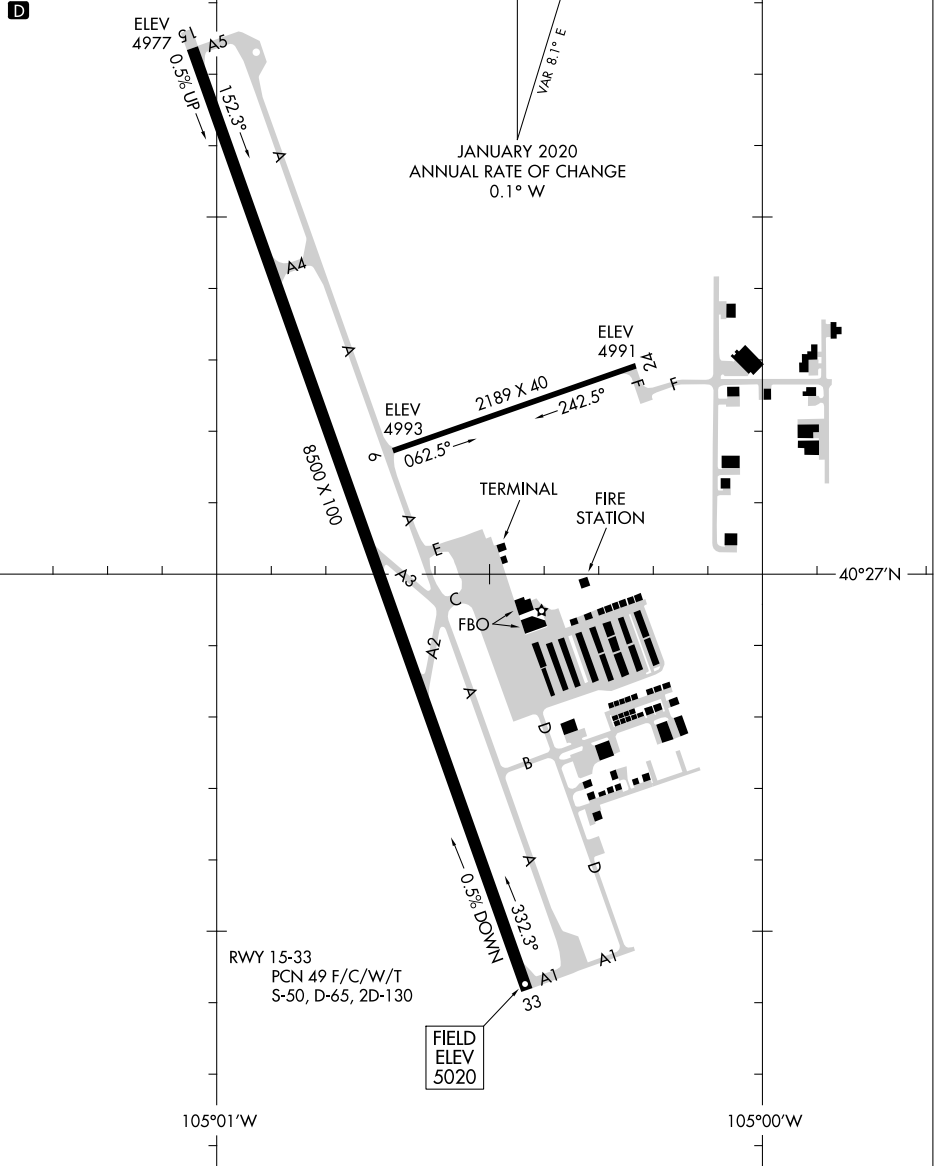 D
ELEV
4977
15
A5
0.5% UP
152.3°
VAR 8.1° E
JANUARY 2020
ANNUAL RATE OF CHANGE
0.1° W
A
A4
A
ELEV
4991
24
F
F
2189 X 40
242.5°
ELEV
4993
062.5°
9
8500 X 100
TERMINAL
FIRE
STATION
A
E
A3
40°27'N
C
FBO
A2
A
D
B
A
D
0.5% DOWN
332.3°
RWY 15-33
PCN 49 F/C/W/T
S-50, D-65, 2D-130
A1
A1
33
FIELD
ELEV
5020
105°01'W
105°00'W